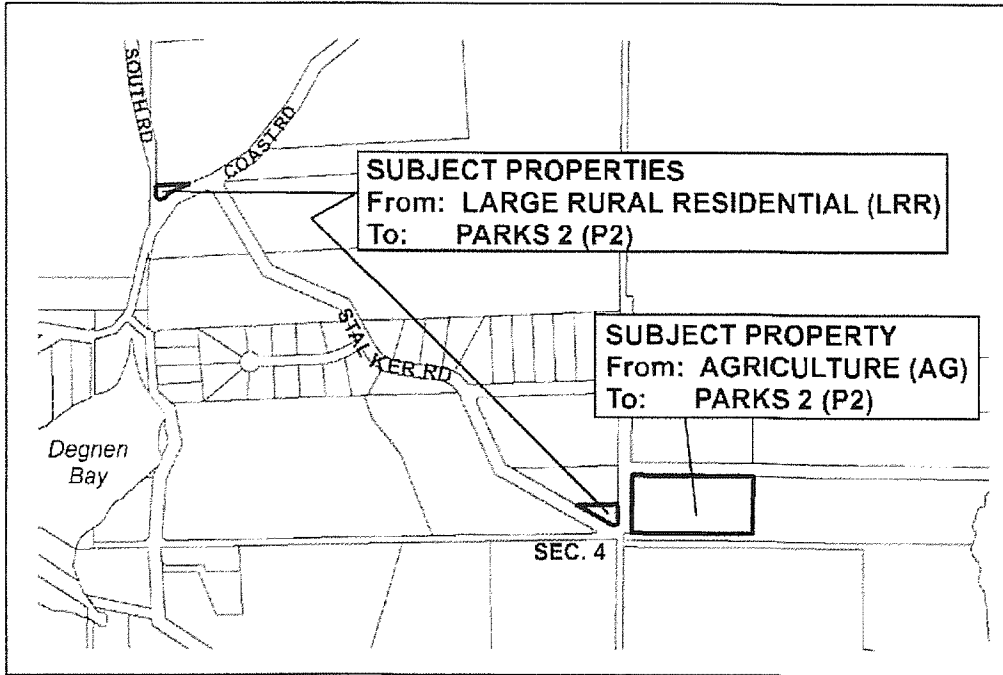 SOUTH RD
COAST RD
SUBJECT PROPERTIES
From: LARGE RURAL RESIDENTIAL (LRR)
To: PARKS 2 (P2)
STALKER RD
SUBJECT PROPERTY
From: AGRICULTURE (AG)
To: PARKS 2 (P2)
Degnen
Bay
SEC. 4